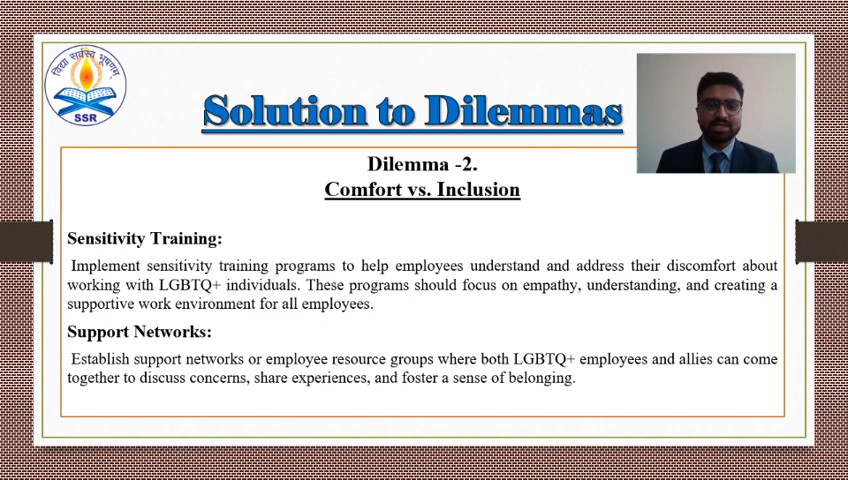 विद्या सर्वस्व भूषणम्
SSR
Solution to Dilemmas
Dilemma -2.
Comfort vs. Inclusion
Sensitivity Training:
Implement sensitivity training programs to help employees understand and address their discomfort about
working with LGBTQ+ individuals. These programs should focus on empathy, understanding, and creating a
supportive work environment for all employees.
Support Networks:
Establish support networks or employee resource groups where both LGBTQ+ employees and allies can come
together to discuss concerns, share experiences, and foster a sense of belonging.